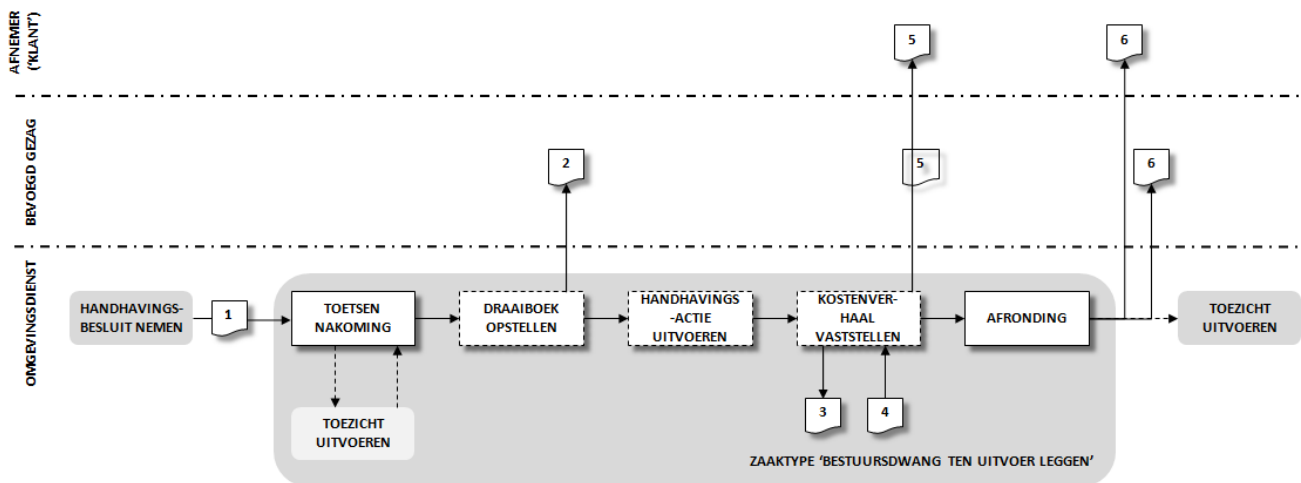 AFNEMER
('KLANT')
5
6
BEVOEGD GEZAG
2
5
6
OMGEVINGSDIENST
HANDHAVINGS-
BESLUIT NEMEN
1
TOETSEN
NAKOMING
DRAAIBOEK
OPSTELLEN
HANDHAVINGS
-ACTIE
UITVOEREN
KOSTENVER-
HAAL
VASTSTELLEN
AFRONDING
TOEZICHT
UITVOEREN
TOEZICHT
UITVOEREN
3
4
ZAAKTYPE 'BESTUURSDWANG TEN UITVOER LEGGEN'